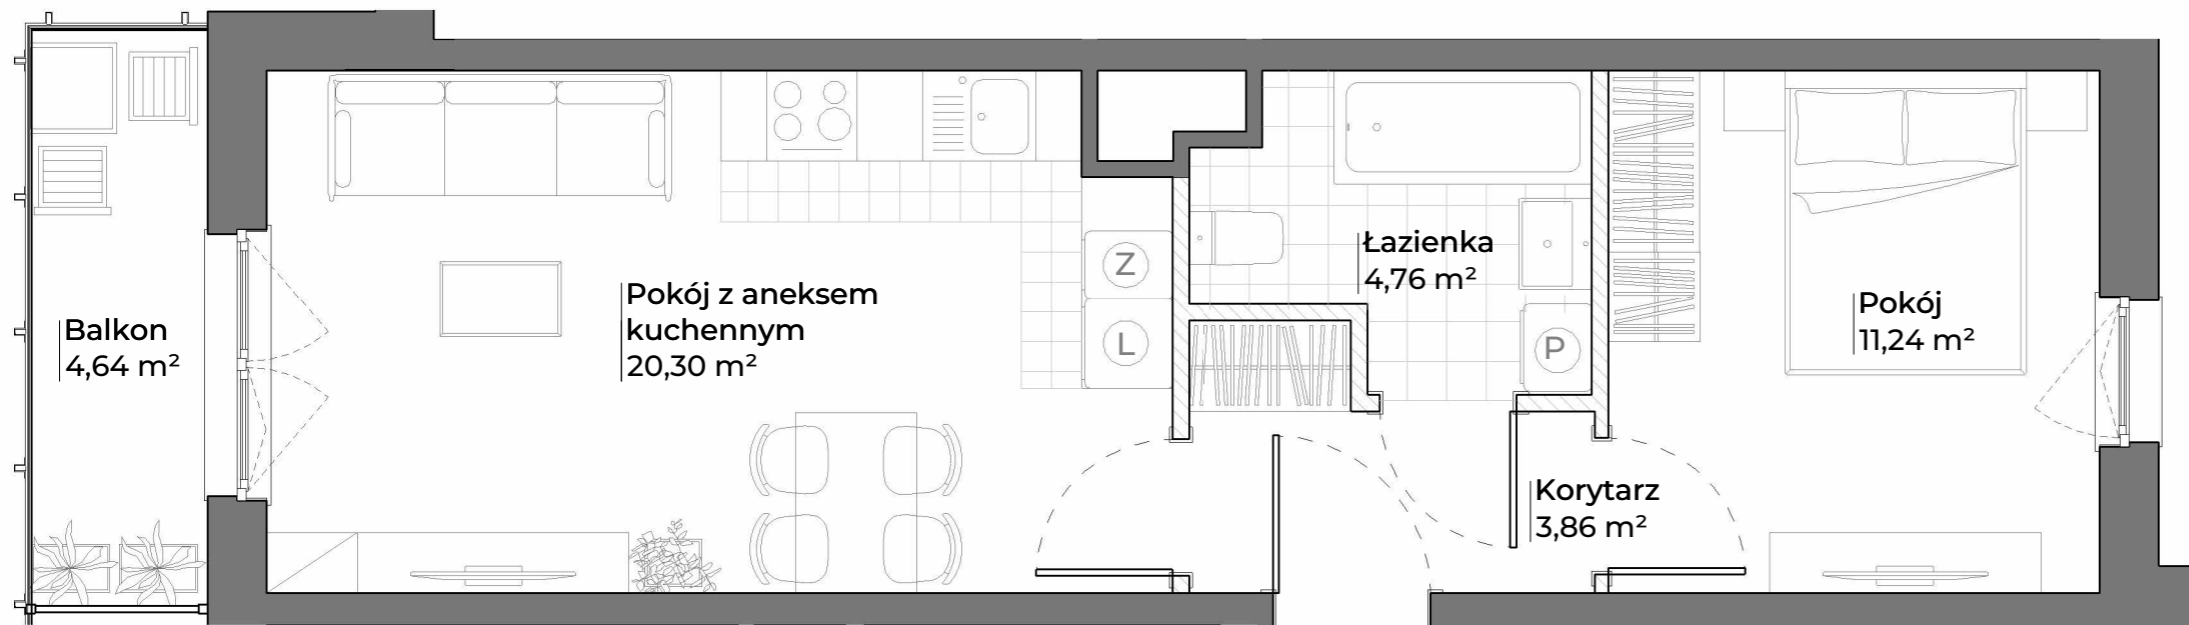 Balkon
4,64 m²
Pokój z aneksem
kuchennym
20,30 m²
Z
L
Łazienka
4,76 m²
P
Korytarz
3,86 m²
Pokój
11,24 m²